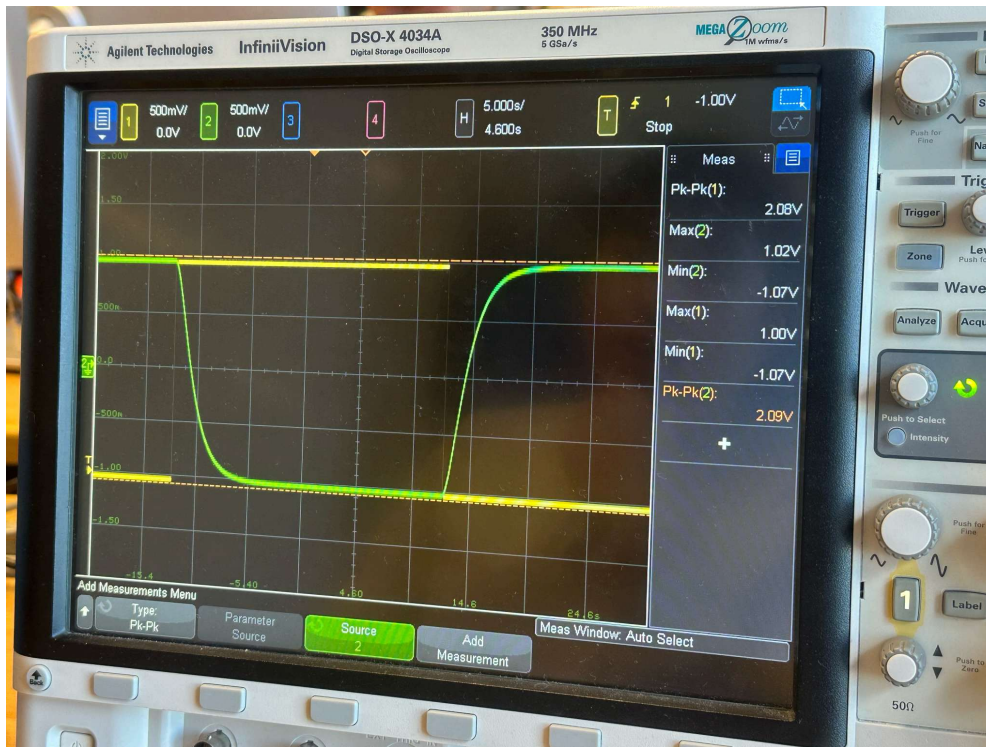 Agilent Technologies
InfiniiVision
DSO-X 4034A
Digital Storage Oscilloscope
350 MHz
5 GSa/s
MEGA Zoom
1M wfms/s
1
500mV/
0.0V
2
500mV/
0.0V
3
4
H
5.000s/
4.600s
T
1
-1.00V
Stop
2.00V
1.50
1.00
500m
0.0
-500m
-1.00
-1.50
-15.4
-5.40
4.60
14.6
24.6s
2
T
Meas
Pk-Pk(1):
2.08V
Max(2):
1.02V
Min(2):
-1.07V
Max(1):
1.00V
Min(1):
-1.07V
Pk-Pk(2):
2.09V
Add Measurements Menu
Type:
Pk-Pk
Parameter
Source
Source
2
Add
Measurement
Meas Window: Auto Select
Back
Push for
Fine
Trigger
Zone
Push fo
Wave
Analyze
Acqu
Push to Select
Intensity
Push for
Fine
1
Label
Push to
Zero
50Ω